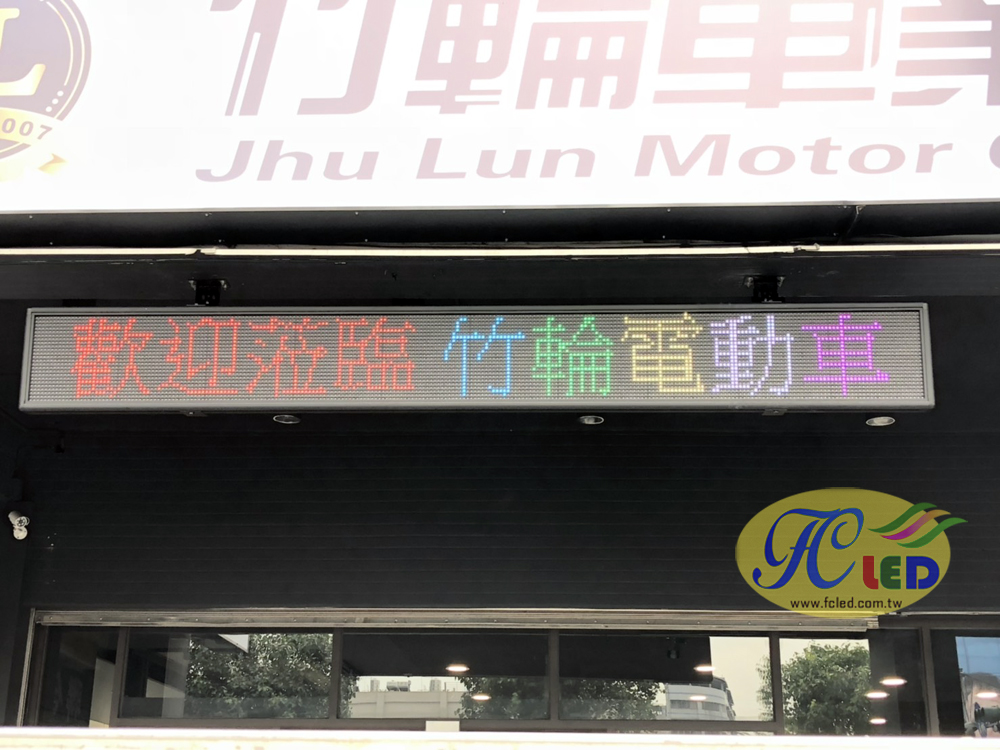 竹輪車業
Jhu Lun Motor
2007
歡迎蒞臨 竹輪電動車
FC LED
www.fcled.com.tw